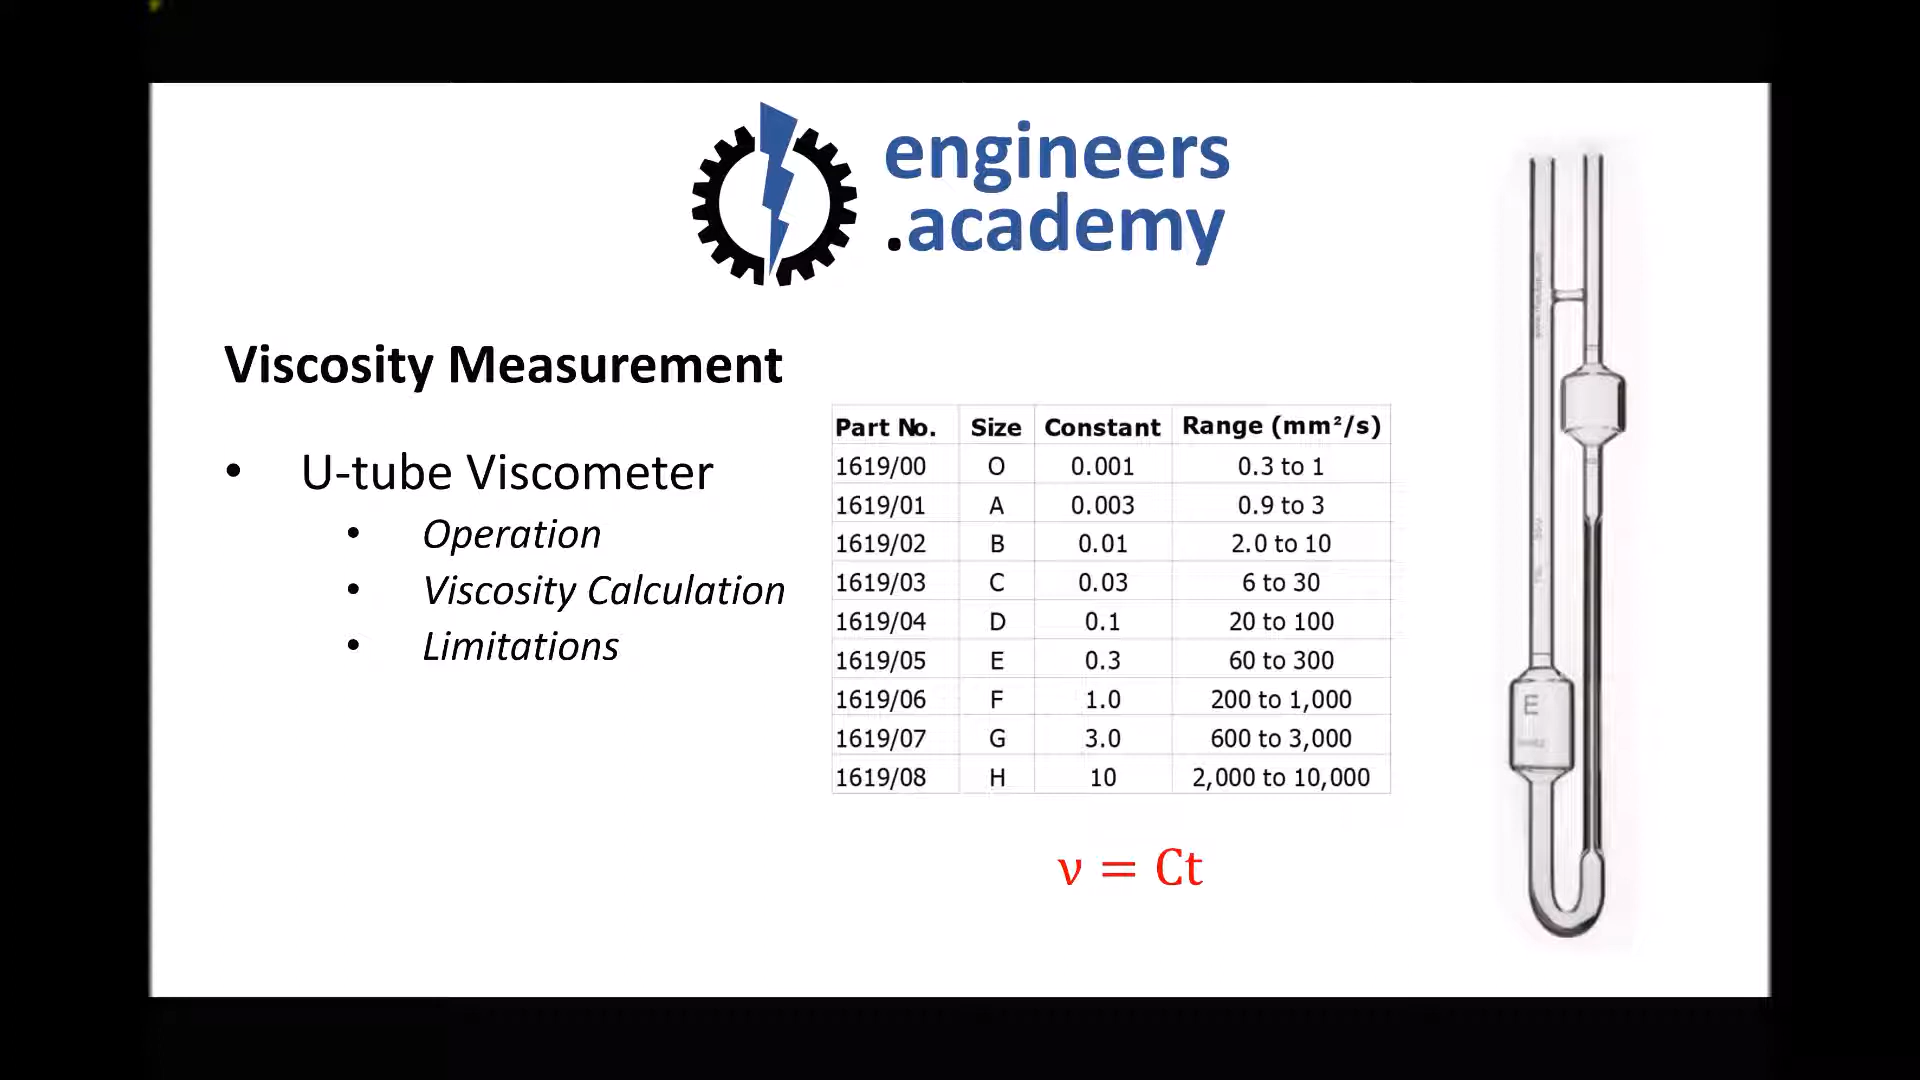 engineers
.academy
Viscosity Measurement
• U-tube Viscometer
• Operation
• Viscosity Calculation
• Limitations
Part No. Size Constant Range (mm²/s)
1619/00 O 0.001 0.3 to 1
1619/01 A 0.003 0.9 to 3
1619/02 B 0.01 2.0 to 10
1619/03 C 0.03 6 to 30
1619/04 D 0.1 20 to 100
1619/05 E 0.3 60 to 300
1619/06 F 1.0 200 to 1,000
1619/07 G 3.0 600 to 3,000
1619/08 H 10 2,000 to 10,000
ν = Ct
E